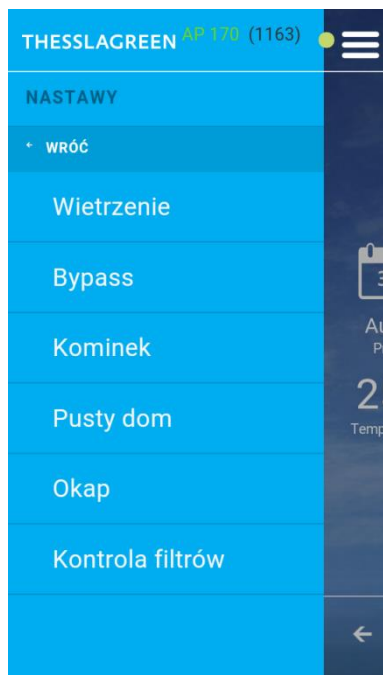 THESSLAGREEN AP 170 (1163)
NASTAWY
WRÓĆ
Wietrzenie
Bypass
Kominek
Pusty dom
Okap
Kontrola filtrów